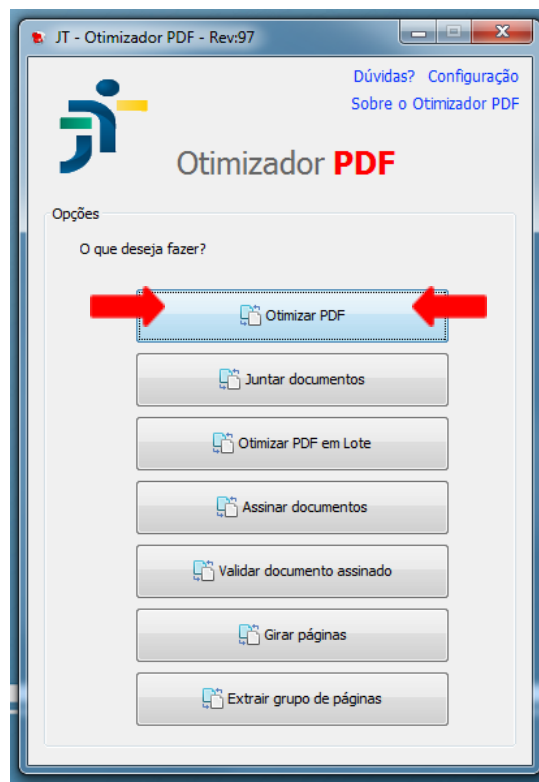 JT - Otimizador PDF - Rev:97
Dúvidas? Configuração
Sobre o Otimizador PDF
Otimizador PDF
Opções
O que deseja fazer?
Otimizar PDF
Juntar documentos
Otimizar PDF em Lote
Assinar documentos
Validar documento assinado
Girar páginas
Extrair grupo de páginas